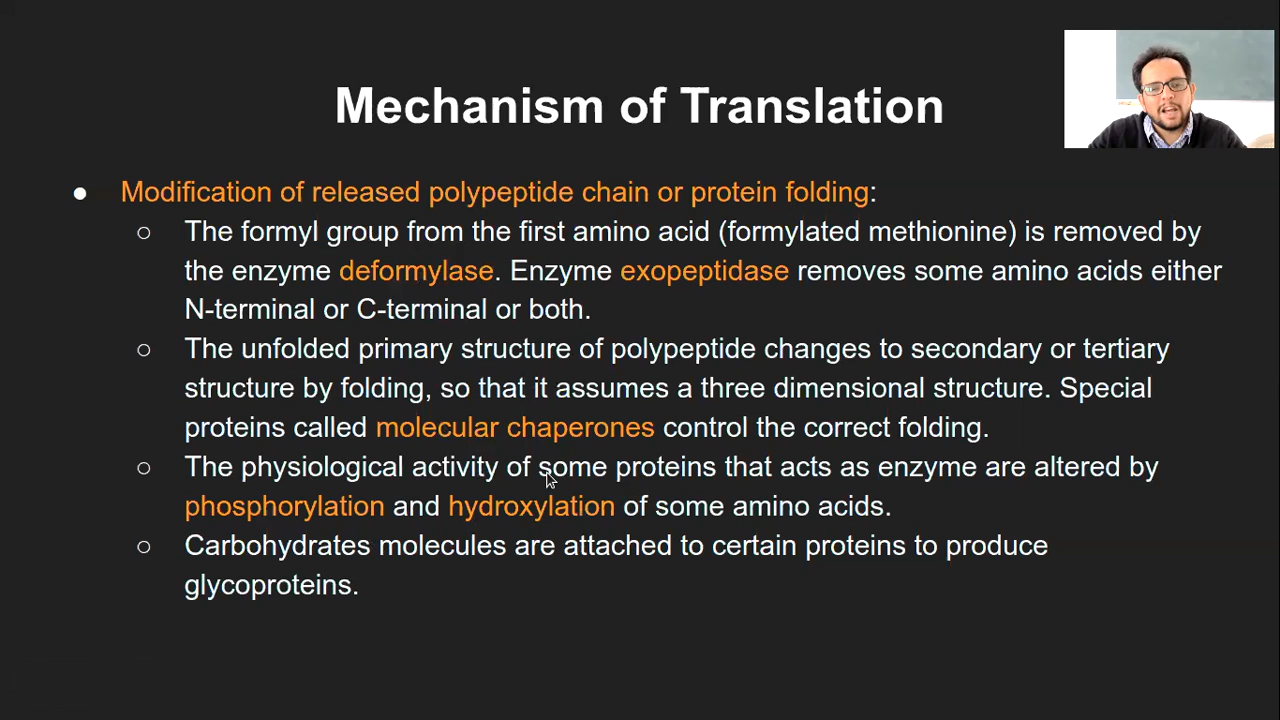 Mechanism of Translation
● Modification of released polypeptide chain or protein folding:
○ The formyl group from the first amino acid (formylated methionine) is removed by
the enzyme deformylase. Enzyme exopeptidase removes some amino acids either
N-terminal or C-terminal or both.
○ The unfolded primary structure of polypeptide changes to secondary or tertiary
structure by folding, so that it assumes a three dimensional structure. Special
proteins called molecular chaperones control the correct folding.
○ The physiological activity of some proteins that acts as enzyme are altered by
phosphorylation and hydroxylation of some amino acids.
○ Carbohydrates molecules are attached to certain proteins to produce
glycoproteins.